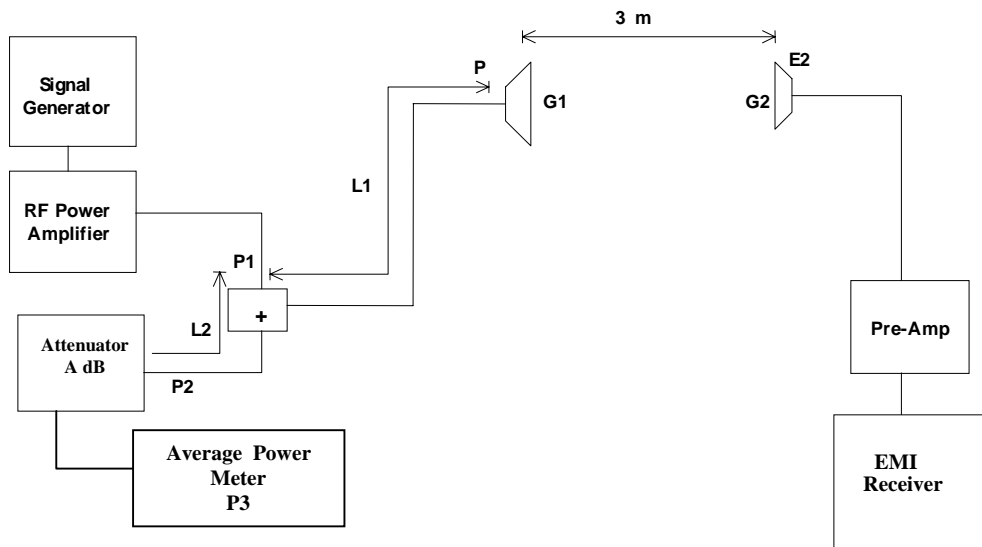 3 m
P
E2
Signal
Generator
G1
G2
L1
RF Power
Amplifier
P1
+
L2
Pre-Amp
Attenuator
A dB
P2
Average Power
Meter
P3
EMI
Receiver